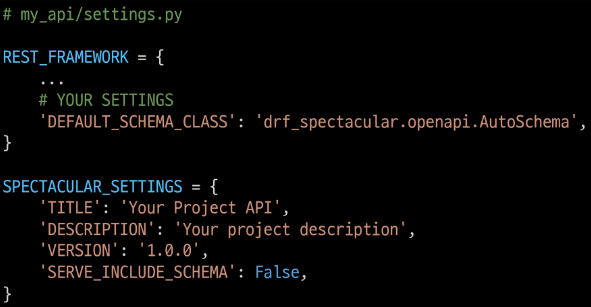 # my_api/settings.py
REST_FRAMEWORK = {
    ...
    # YOUR SETTINGS
    'DEFAULT_SCHEMA_CLASS': 'drf_spectacular.openapi.AutoSchema',
}
SPECTACULAR_SETTINGS = {
    'TITLE': 'Your Project API',
    'DESCRIPTION': 'Your project description',
    'VERSION': '1.0.0',
    'SERVE_INCLUDE_SCHEMA': False,
}